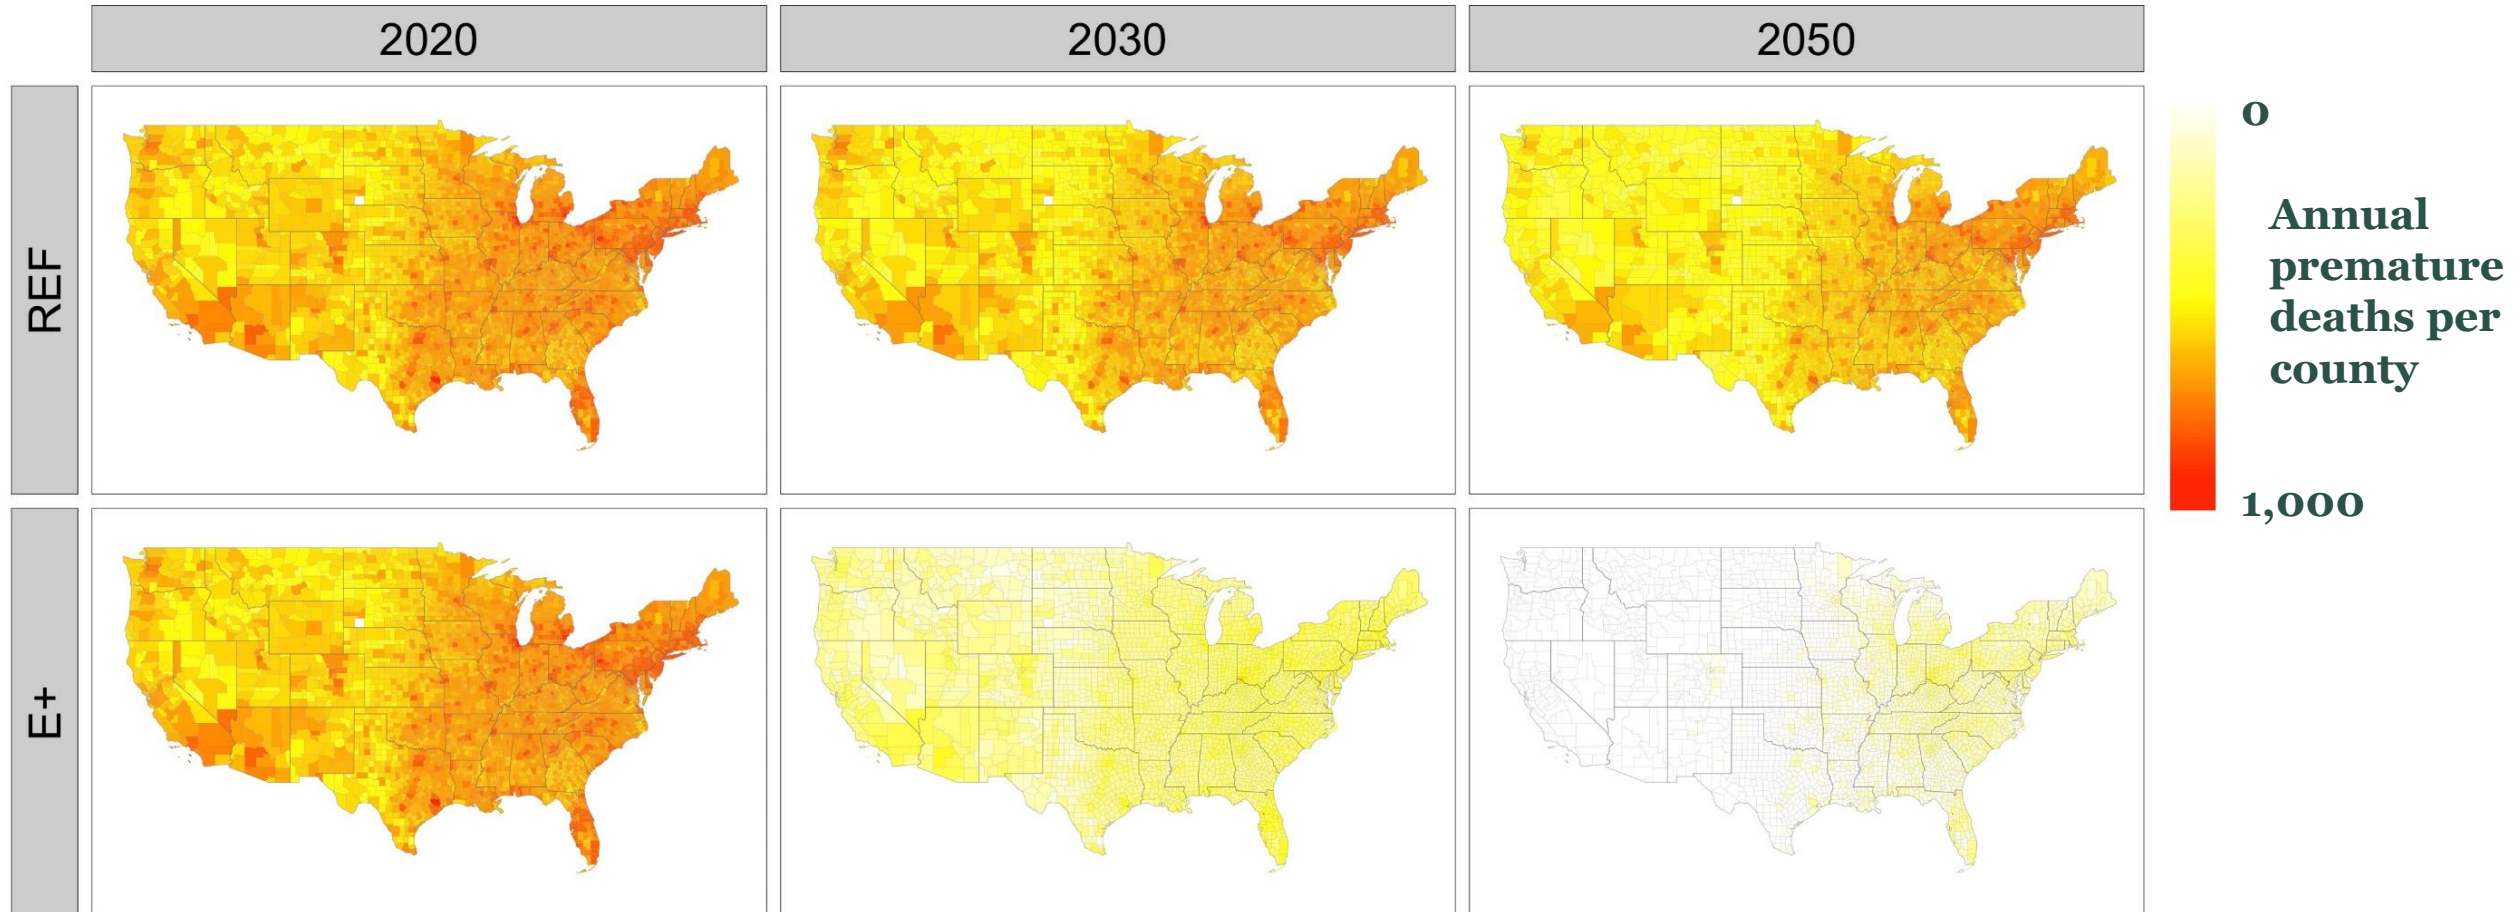 2020
2030
2050
REF
E+
0
Annual
premature
deaths per
county
1,000